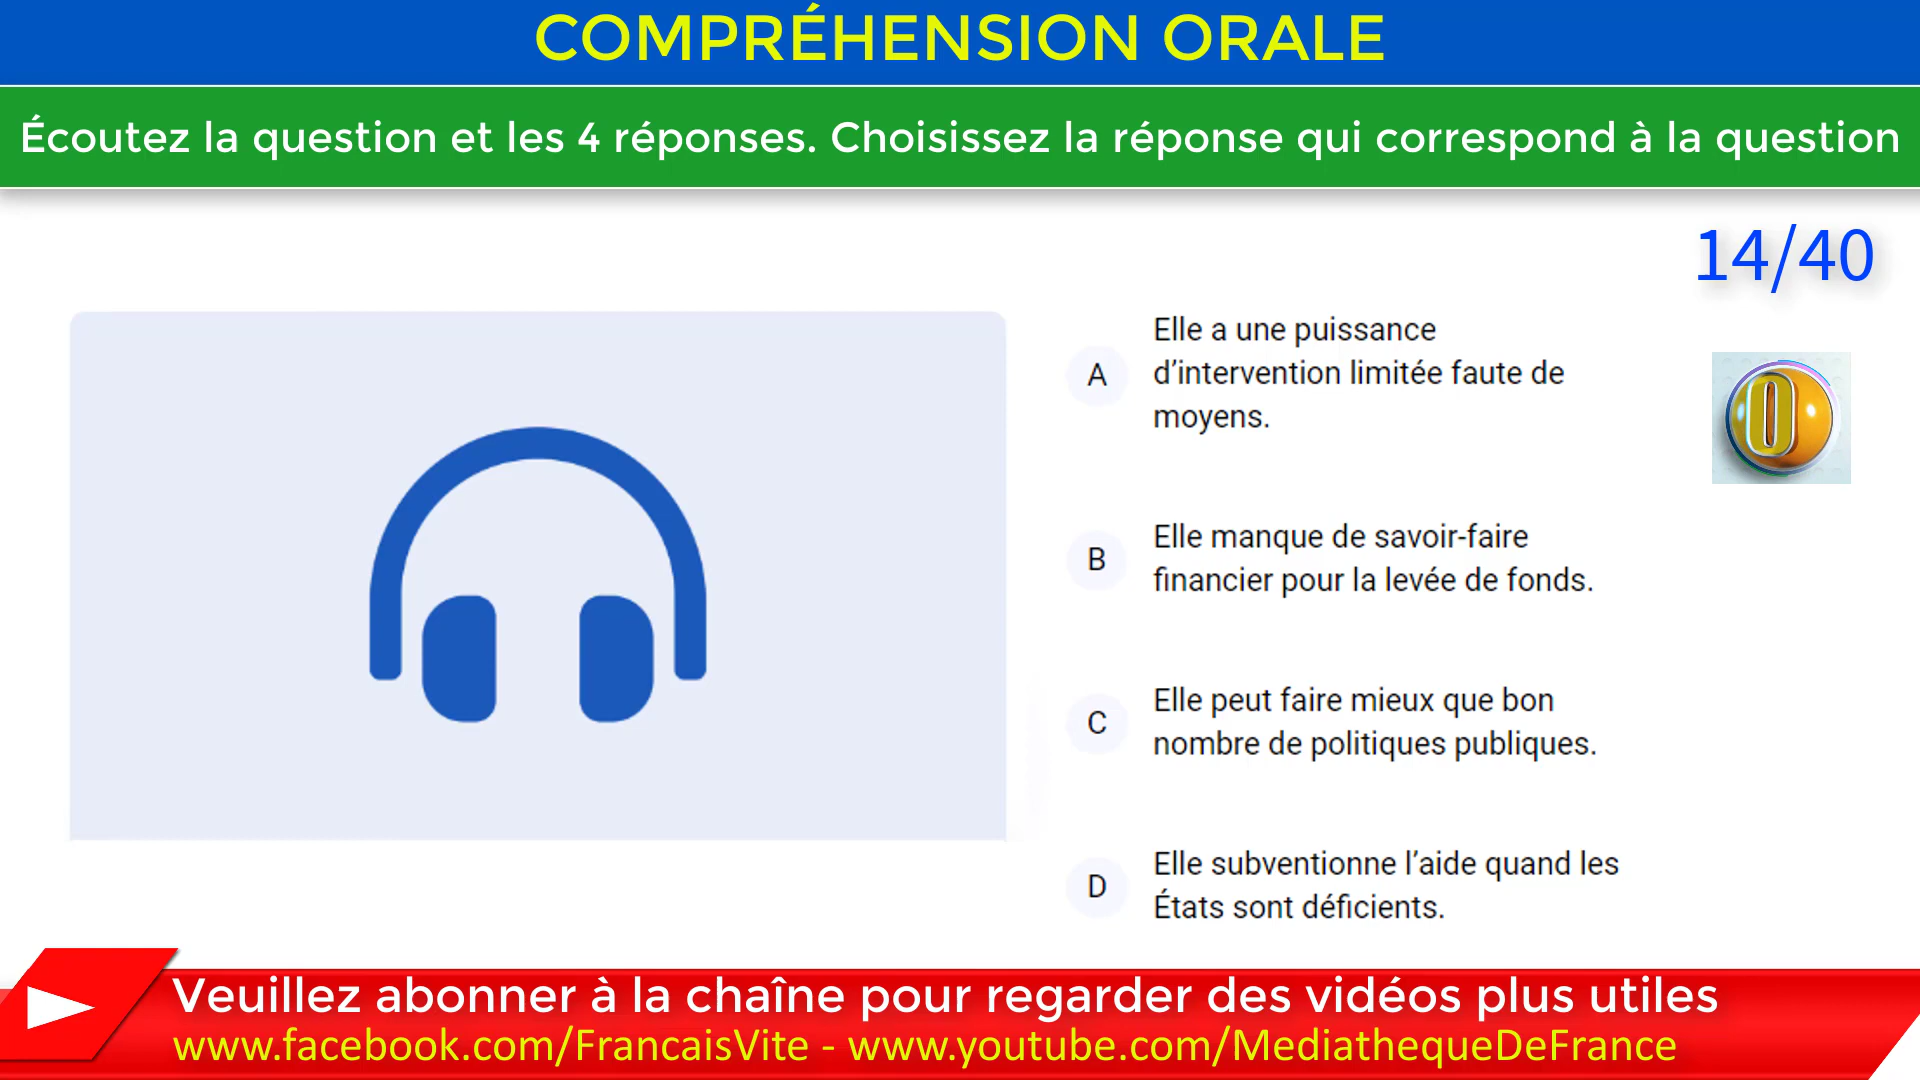 COMPRÉHENSION ORALE
Écoutez la question et les 4 réponses. Choisissez la réponse qui correspond à la question
14/40
A
Elle a une puissance
d’intervention limitée faute de
moyens.
0
B
Elle manque de savoir-faire
financier pour la levée de fonds.
C
Elle peut faire mieux que bon
nombre de politiques publiques.
D
Elle subventionne l’aide quand les
États sont déficients.
Veuillez abonner à la chaîne pour regarder des vidéos plus utiles
www.facebook.com/FrancaisVite - www.youtube.com/MediathequeDeFrance